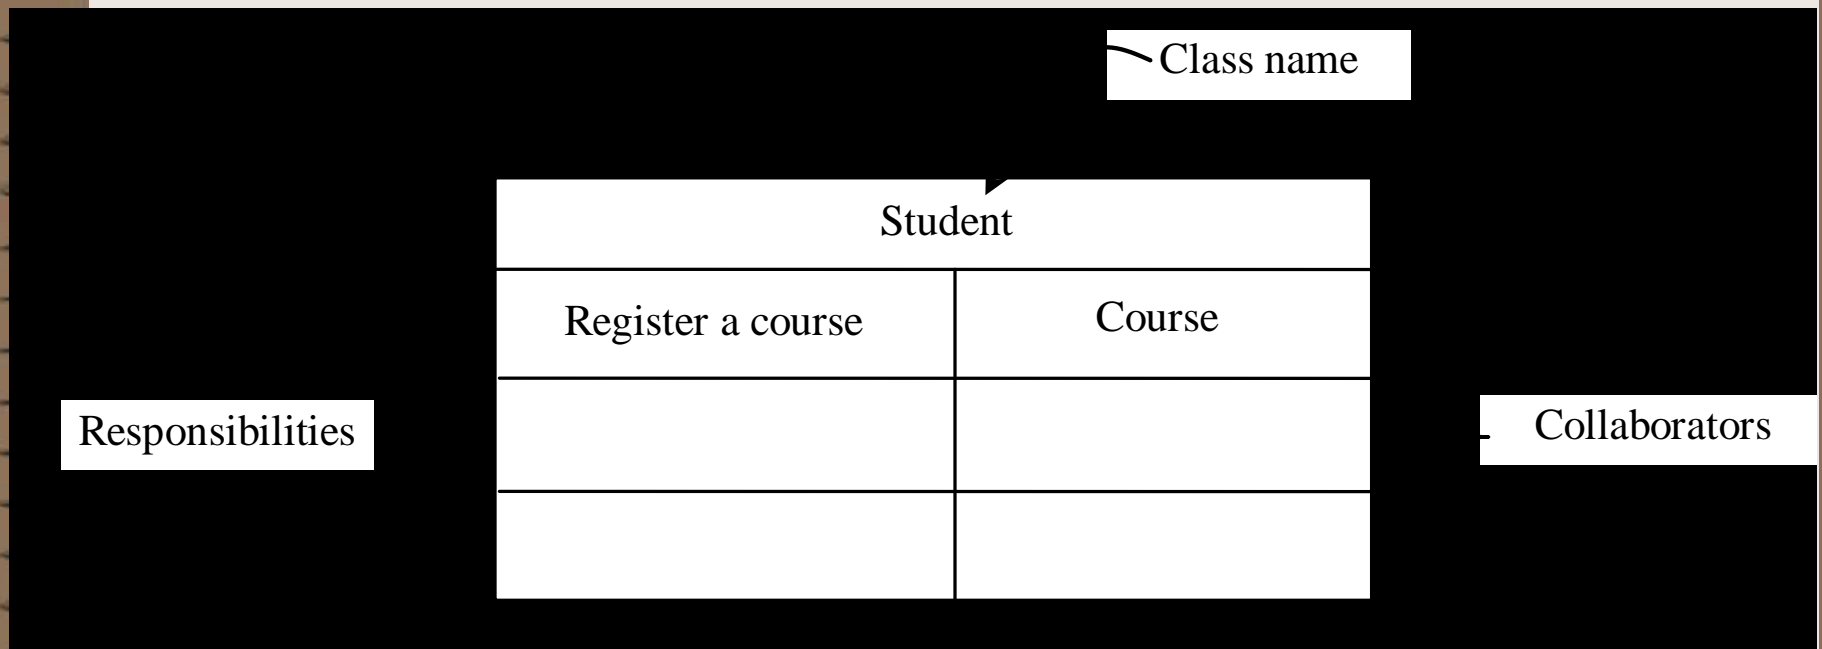 Class name
Student
Register a course
Course
Responsibilities
Collaborators